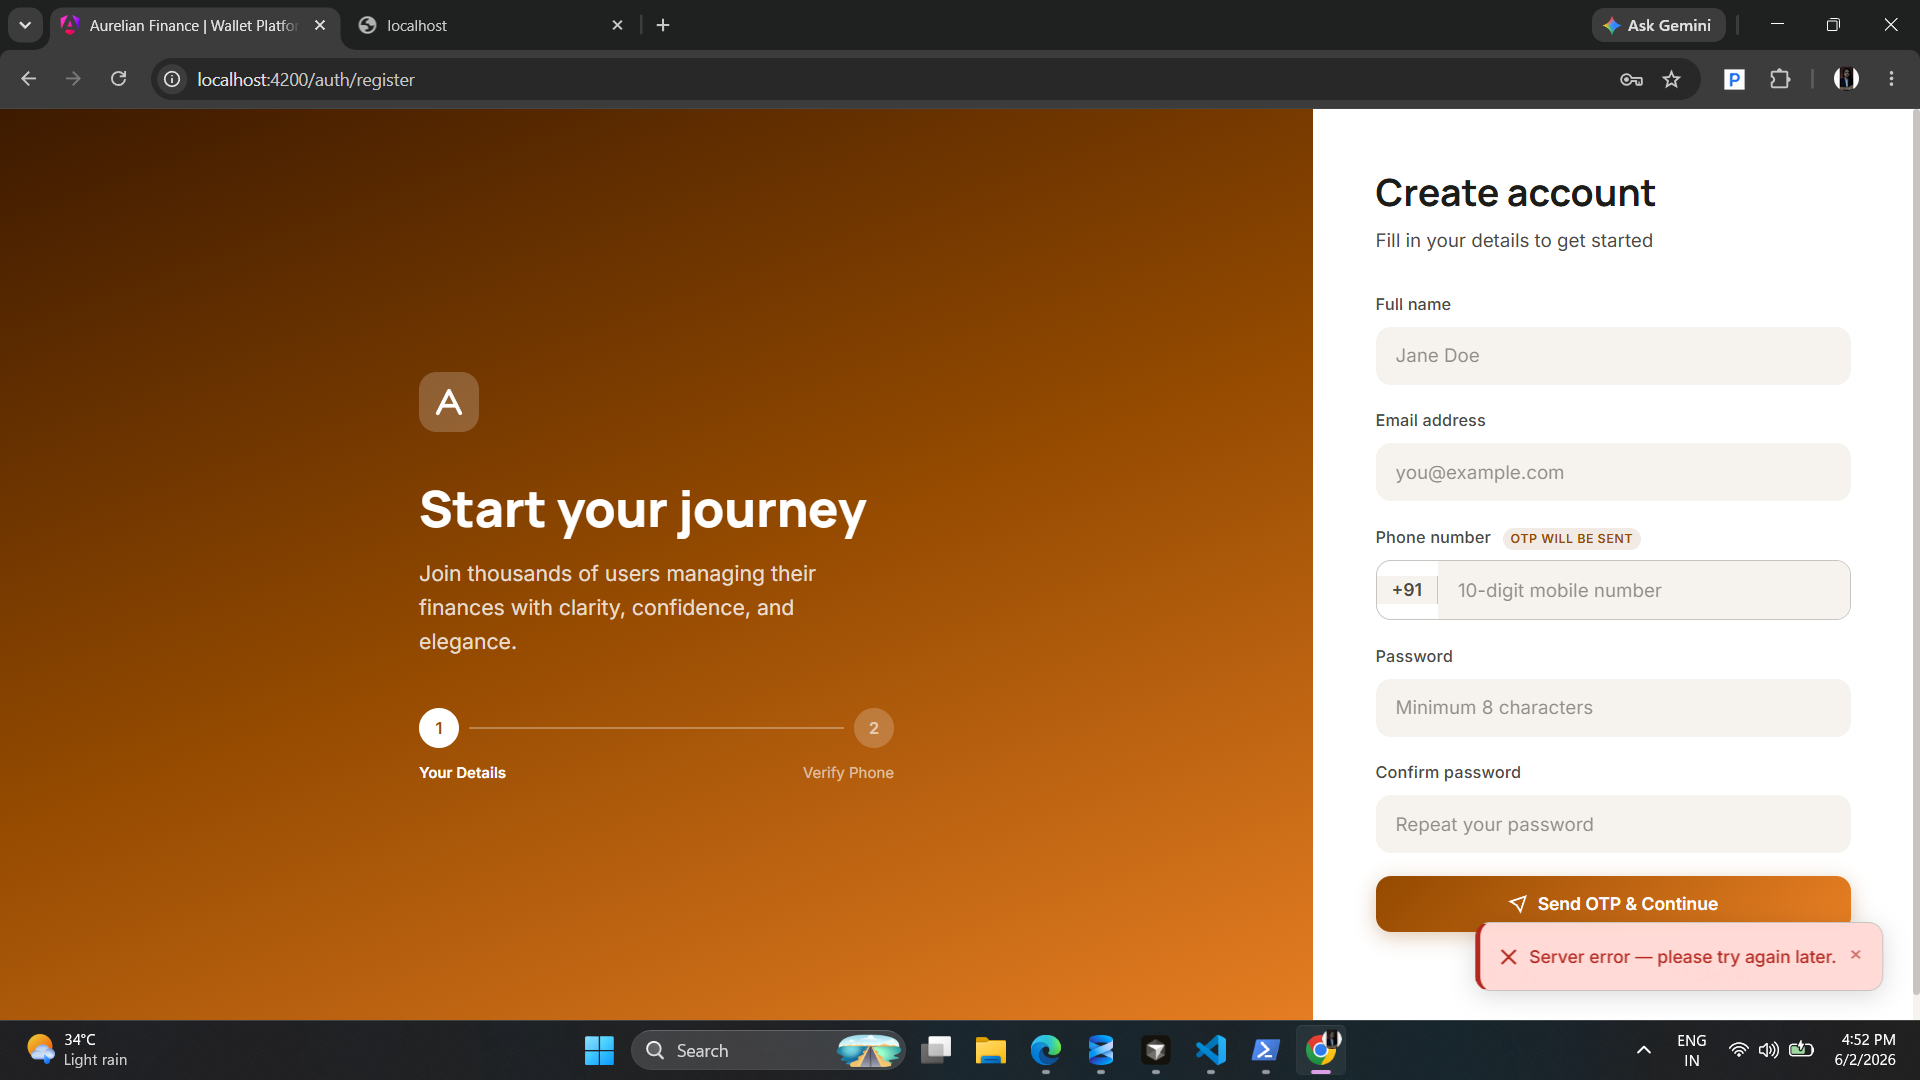 Aurelian Finance | Wallet Platfor
localhost
Ask Gemini
localhost:4200/auth/register
P
A
Start your journey
Join thousands of users managing their
finances with clarity, confidence, and
elegance.
1
2
Your Details
Verify Phone
Create account
Fill in your details to get started
Full name
Jane Doe
Email address
you@example.com
Phone number
OTP WILL BE SENT
+91
10-digit mobile number
Password
Minimum 8 characters
Confirm password
Repeat your password
Send OTP & Continue
Server error — please try again later.
34°C
Light rain
Search
ENG
IN
4:52 PM
6/2/2026